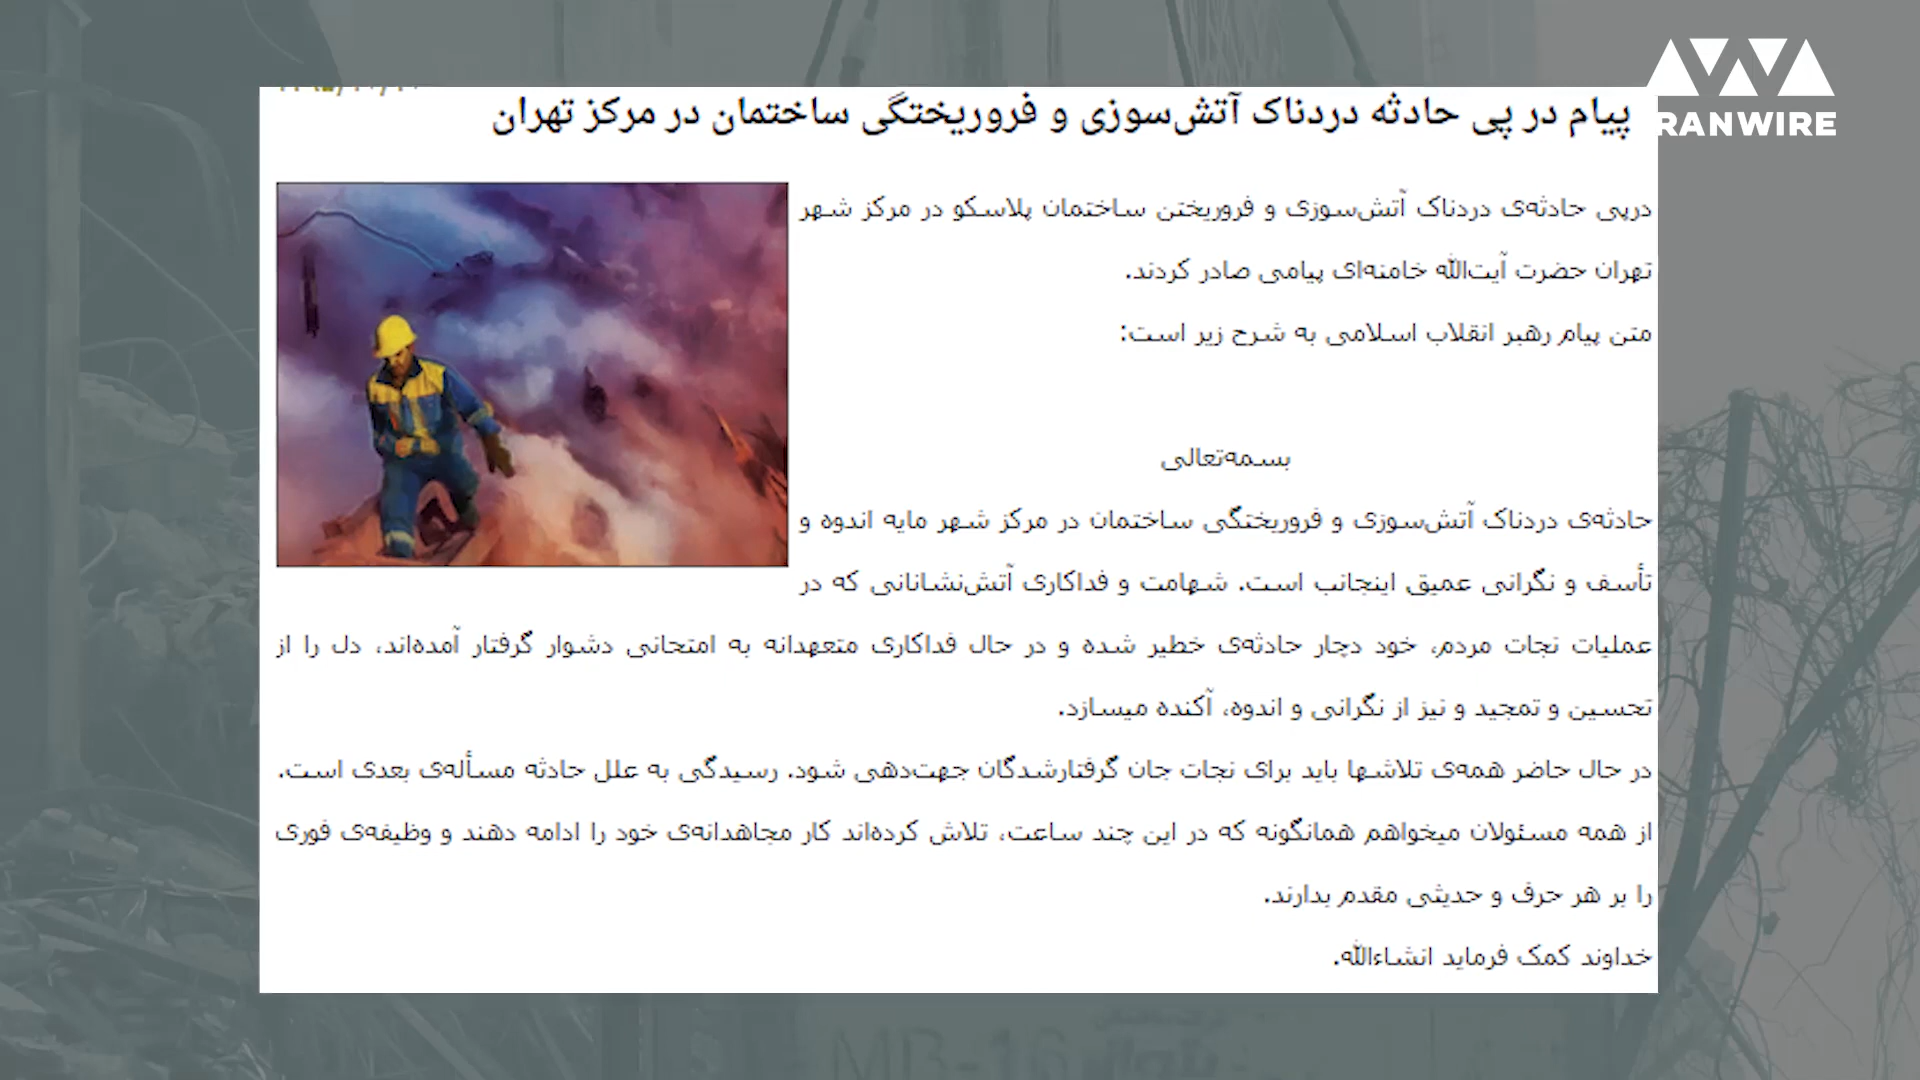 RANWIRE
پیام در پی حادثه دردناک آتش‌سوزی و فروریختگی ساختمان در مرکز تهران
درپی حادثه‌ی دردناک آتش‌سوزی و فروریختن ساختمان پلاسکو در مرکز شهر
تهران حضرت آیت‌الله خامنه‌ای پیامی صادر کردند.
متن پیام رهبر انقلاب اسلامی به شرح زیر است:
بسمه‌تعالی
حادثه‌ی دردناک آتش‌سوزی و فروریختگی ساختمان در مرکز شهر مایه اندوه و
تأسف و نگرانی عمیق اینجانب است. شهامت و فداکاری آتش‌نشانانی که در
عملیات نجات مردم، خود دچار حادثه‌ی خطیر شده و در حال فداکاری متعهدانه به امتحانی دشوار گرفتار آمده‌اند، دل را از
تحسین و تمجید و نیز از نگرانی و اندوه، آکنده میسازد.
در حال حاضر همه‌ی تلاشها باید برای نجات جان گرفتارشدگان جهت‌دهی شود. رسیدگی به علل حادثه مسأله‌ی بعدی است.
از همه مسئولان میخواهم همانگونه که در این چند ساعت، تلاش کرده‌اند کار مجاهدانه‌ی خود را ادامه دهند و وظیفه‌ی فوری
را بر هر حرف و حدیثی مقدم بدارند.
خداوند کمک فرماید انشاءالله.
MB-16